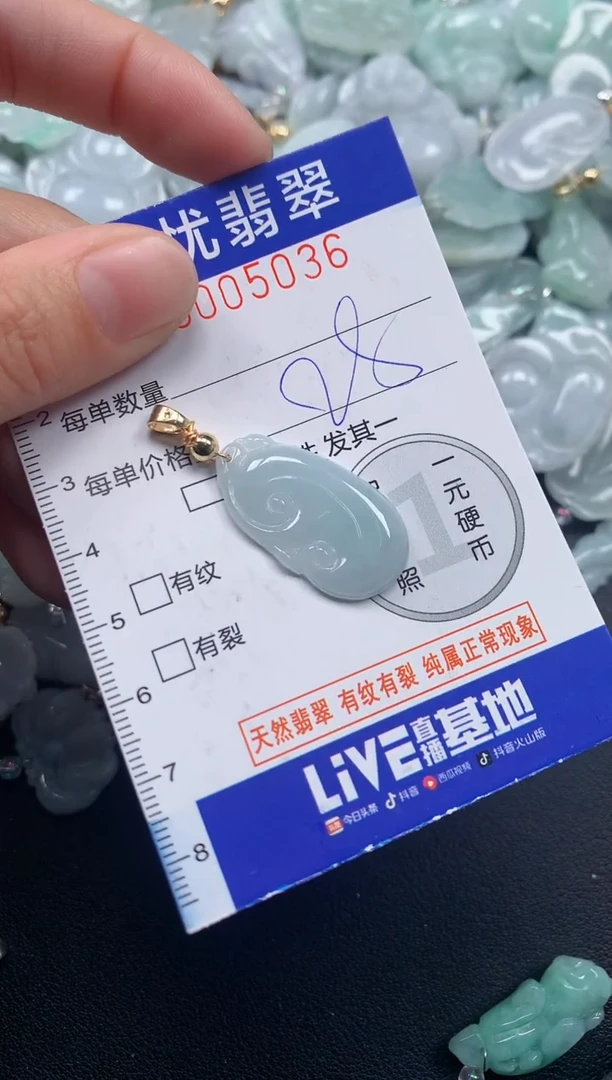 优翡翠
005036
2
每单数量
3
每单价格
发其一
一元硬币
照
1
4
5
有纹
有裂
6
天然翡翠 有纹有裂 纯属正常现象
7
LiVE直播基地
今日头条 抖音 西瓜视频 抖音火山版
8